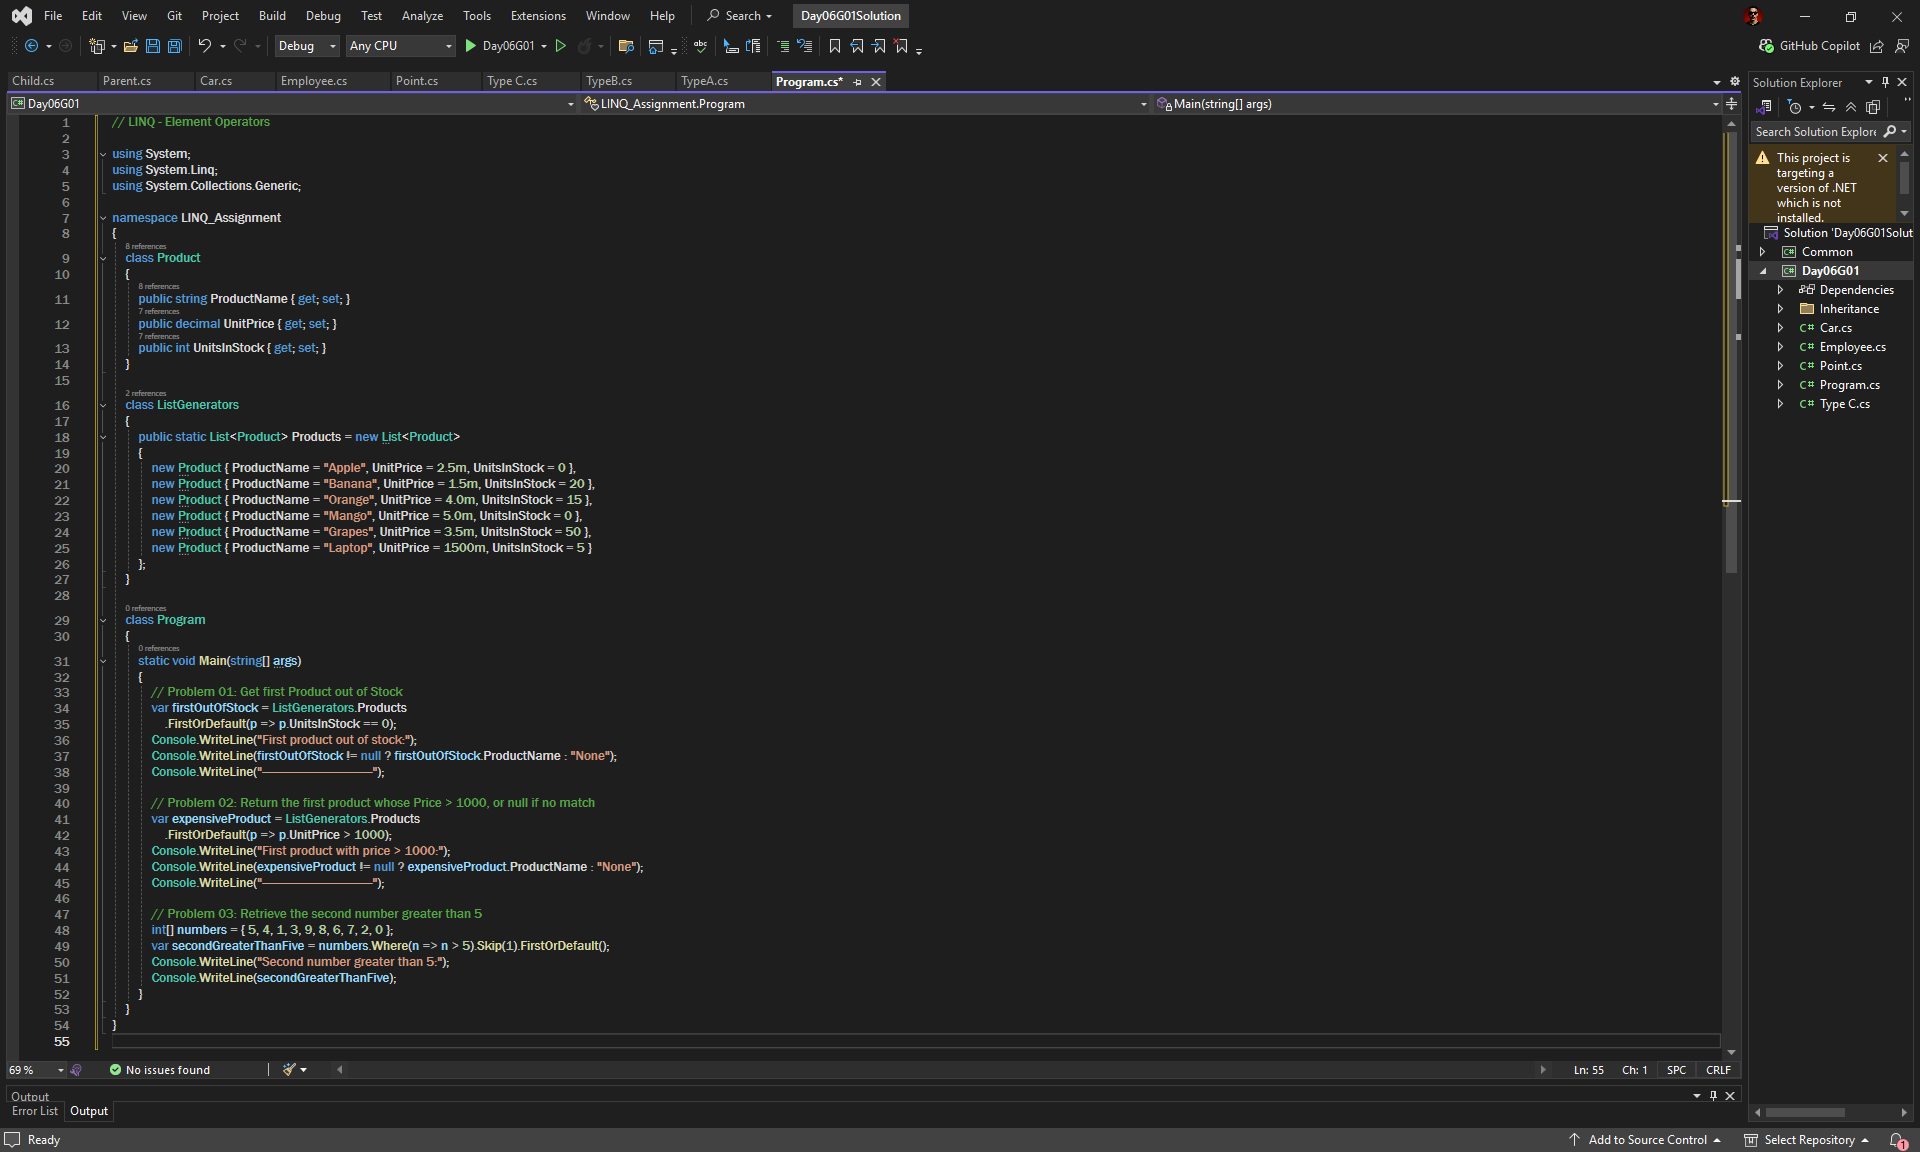 File Edit View Git Project Build Debug Test Analyze Tools Extensions Window Help Search Day06G01Solution
Debug Any CPU Day06G01 GitHub Copilot
Child.cs Parent.cs Car.cs Employee.cs Point.cs Type C.cs TypeB.cs TypeA.cs Program.cs*
Day06G01 LINQ_Assignment.Program Main(string[] args)
1 // LINQ - Element Operators
2
3 using System;
4 using System.Linq;
5 using System.Collections.Generic;
6
7 namespace LINQ_Assignment
8 {
8 references
9 class Product
10 {
8 references
11 public string ProductName { get; set; }
7 references
12 public decimal UnitPrice { get; set; }
7 references
13 public int UnitsInStock { get; set; }
14 }
15
2 references
16 class ListGenerators
17 {
18 public static List<Product> Products = new List<Product>
19 {
20 new Product { ProductName = "Apple", UnitPrice = 2.5m, UnitsInStock = 0 },
21 new Product { ProductName = "Banana", UnitPrice = 1.5m, UnitsInStock = 20 },
22 new Product { ProductName = "Orange", UnitPrice = 4.0m, UnitsInStock = 15 },
23 new Product { ProductName = "Mango", UnitPrice = 5.0m, UnitsInStock = 0 },
24 new Product { ProductName = "Grapes", UnitPrice = 3.5m, UnitsInStock = 50 },
25 new Product { ProductName = "Laptop", UnitPrice = 1500m, UnitsInStock = 5 }
26 };
27 }
28
0 references
29 class Program
30 {
0 references
31 static void Main(string[] args)
32 {
33 // Problem 01: Get first Product out of Stock
34 var firstOutOfStock = ListGenerators.Products
35 .FirstOrDefault(p => p.UnitsInStock == 0);
36 Console.WriteLine("First product out of stock:");
37 Console.WriteLine(firstOutOfStock != null ? firstOutOfStock.ProductName : "None");
38 Console.WriteLine("--------------------------------");
39
40 // Problem 02: Return the first product whose Price > 1000, or null if no match
41 var expensiveProduct = ListGenerators.Products
42 .FirstOrDefault(p => p.UnitPrice > 1000);
43 Console.WriteLine("First product with price > 1000:");
44 Console.WriteLine(expensiveProduct != null ? expensiveProduct.ProductName : "None");
45 Console.WriteLine("--------------------------------");
46
47 // Problem 03: Retrieve the second number greater than 5
48 int[] numbers = { 5, 4, 1, 3, 9, 8, 6, 7, 2, 0 };
49 var secondGreaterThanFive = numbers.Where(n => n > 5).Skip(1).FirstOrDefault();
50 Console.WriteLine("Second number greater than 5:");
51 Console.WriteLine(secondGreaterThanFive);
52 }
53 }
54 }
55
69 % No issues found Ln: 55 Ch: 1 SPC CRLF
Output
Error List Output
Ready Add to Source Control Select Repository 1
Solution Explorer
Search Solution Explore
This project is
targeting a
version of .NET
which is not
installed.
Solution 'Day06G01Solut
Common
Day06G01
Dependencies
Inheritance
C# Car.cs
C# Employee.cs
C# Point.cs
C# Program.cs
C# Type C.cs